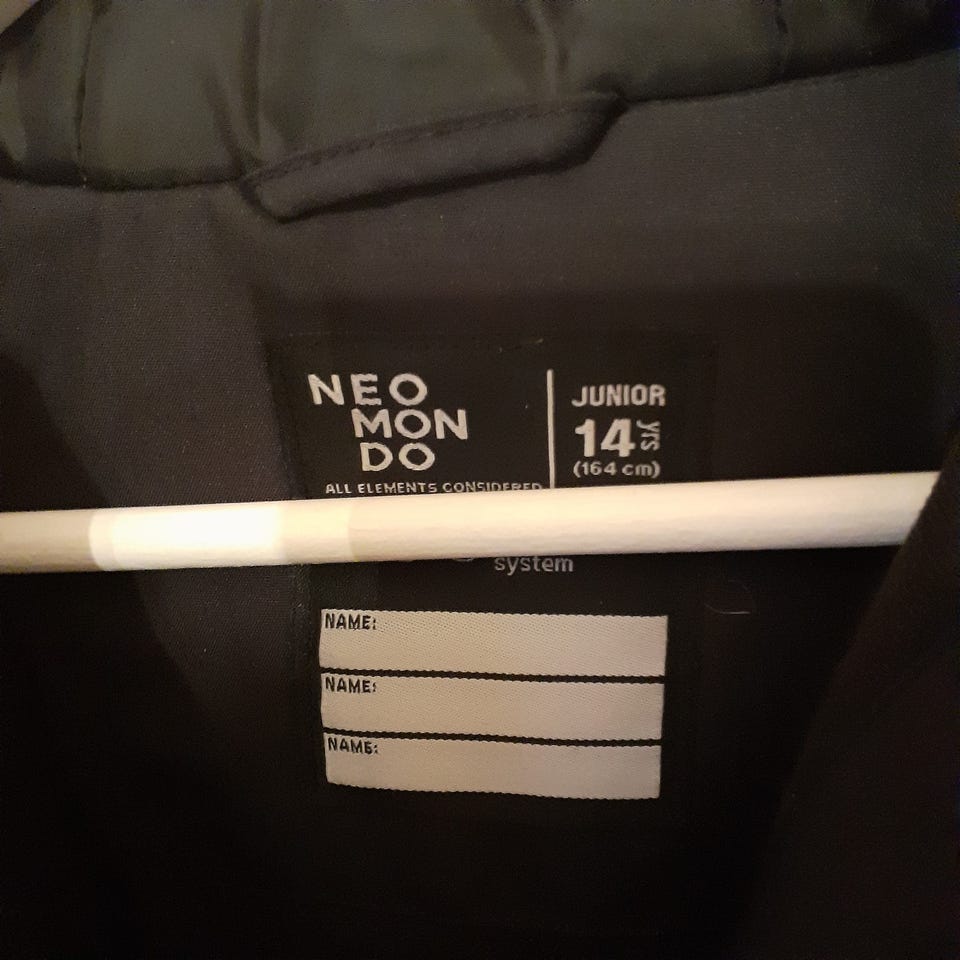 NEO
MON
DO
ALL ELEMENTS CONSIDERED
JUNIOR
14 yrs
(164 cm)
system
NAME:
NAME:
NAME: